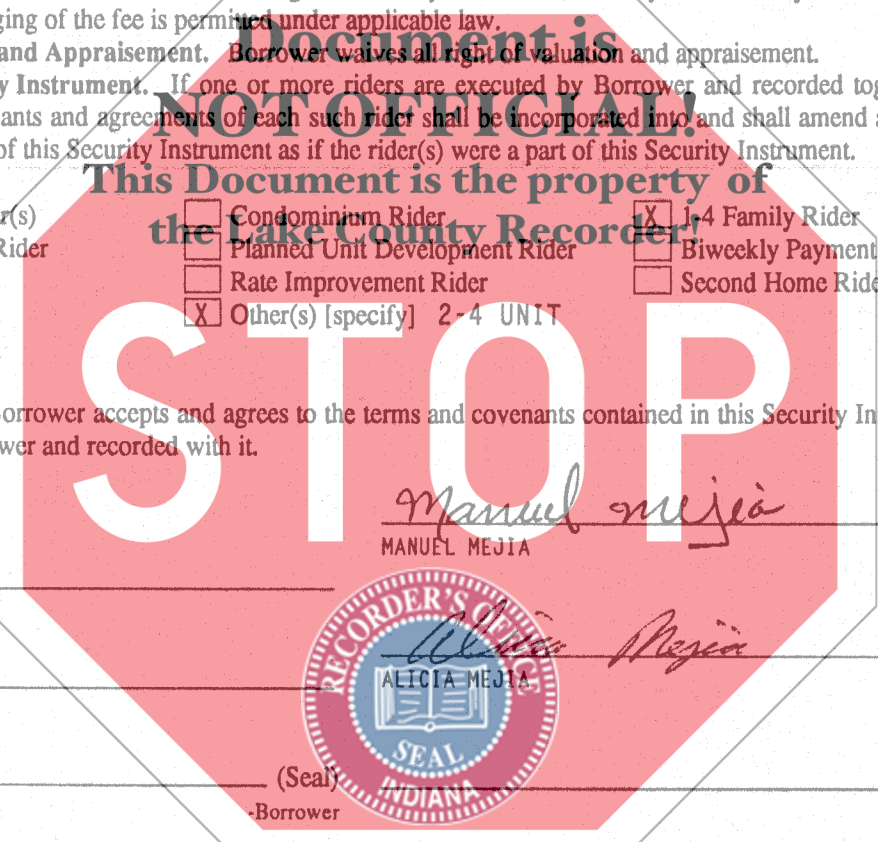 ging of the fee is permitted under applicable law.
Document is
and Appraisement. Borrower waives all right of valuation and appraisement.
y Instrument. If one or more riders are executed by Borrower and recorded tog
NOT OFFICIAL!
ants and agreements of each such rider shall be incorporated into and shall amend a
of this Security Instrument as if the rider(s) were a part of this Security Instrument.
This Document is the property of
the Lake County Recorder!
r(s) Condominium Rider X 1-4 Family Rider
Rider Planned Unit Development Rider Biweekly Payment
Rate Improvement Rider Second Home Ride
X Other(s) [specify] 2-4 UNIT
STOP
Borrower accepts and agrees to the terms and covenants contained in this Security In
wer and recorded with it.
Manuel Mejia
MANUEL MEJIA
Alicia Mejia
ALICIA MEJIA
RECORDER'S OFFICE
SEAL
INDIANA
(Seal)
-Borrower